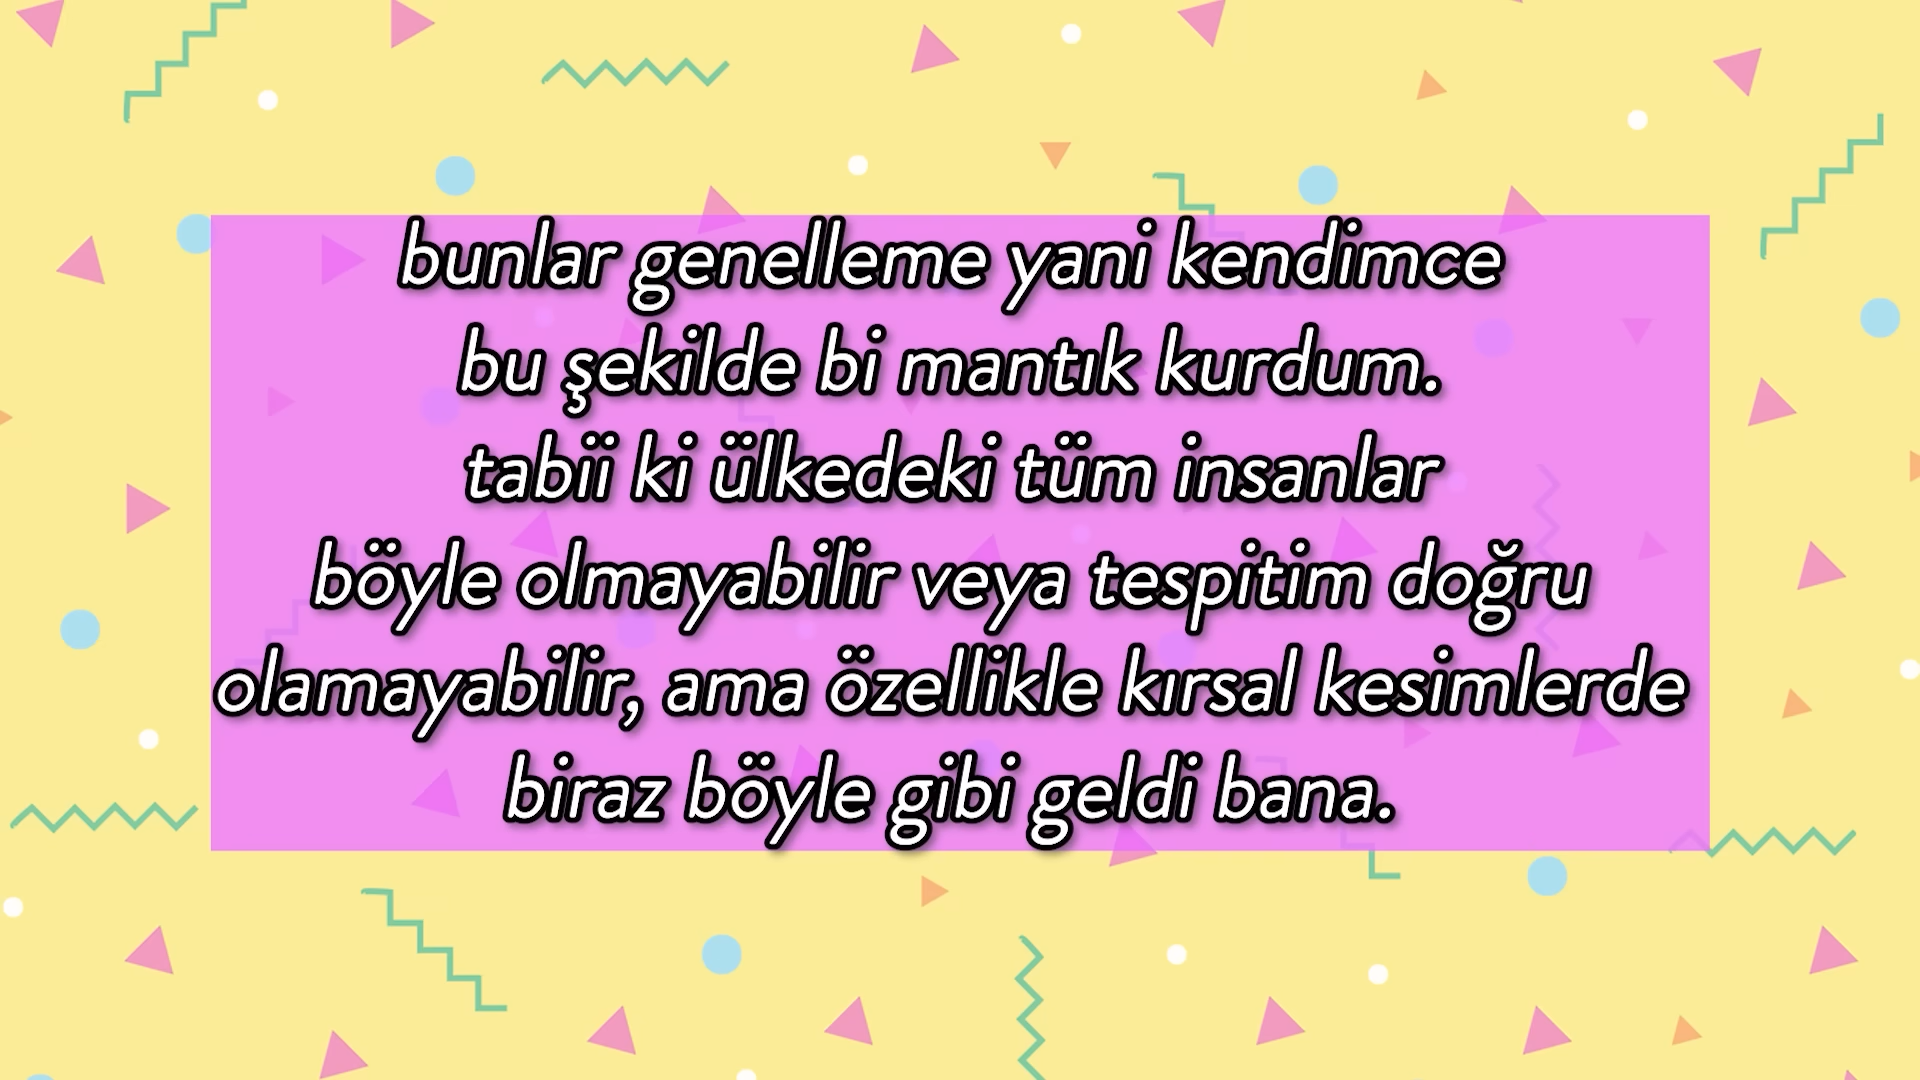 bunlar genelleme yani kendimce
bu şekilde bi mantık kurdum.
tabii ki ülkedeki tüm insanlar
böyle olmayabilir veya tespitim doğru
olamayabilir, ama özellikle kırsal kesimlerde
biraz böyle gibi geldi bana.